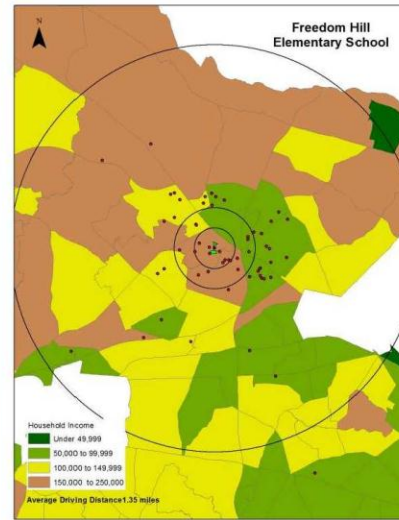 Freedom Hill
Elementary School
N
Household Income
Under 49,999
50,000 to 99,999
100,000 to 149,999
150,000 to 250,000
Average Driving Distance1.35 miles